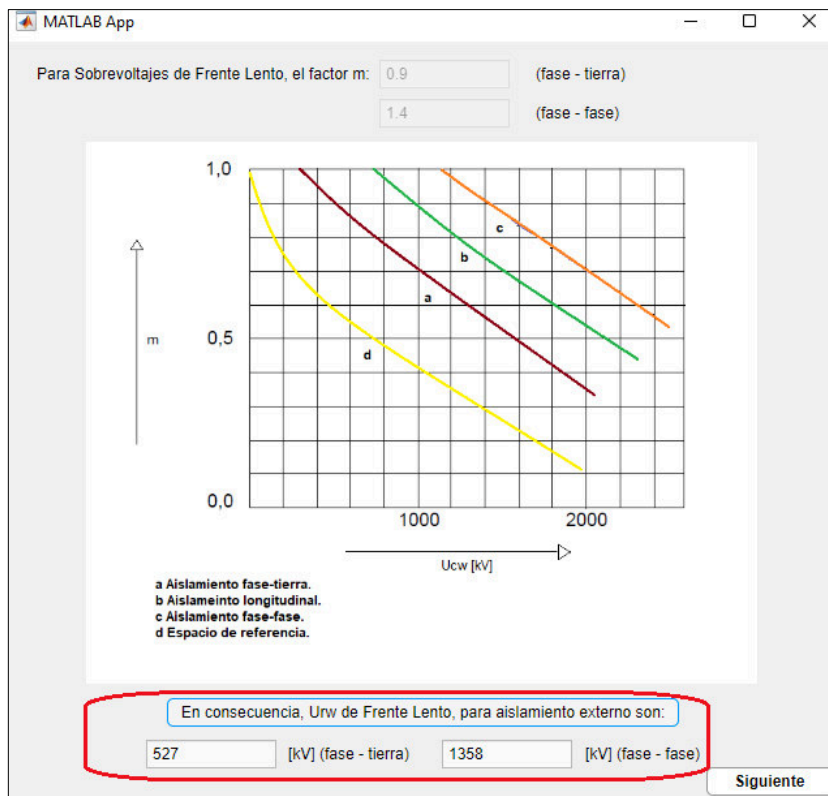 MATLAB App
Para Sobrevoltajes de Frente Lento, el factor m: 0.9 (fase - tierra)
1.4 (fase - fase)
1,0
c
b
a
m
0,5
d
0,0
1000 2000
Ucw [kV]
a Aislamiento fase-tierra.
b Aislameinto longitudinal.
c Aislamiento fase-fase.
d Espacio de referencia.
En consecuencia, Urw de Frente Lento, para aislamiento externo son:
527 [kV] (fase - tierra) 1358 [kV] (fase - fase)
Siguiente